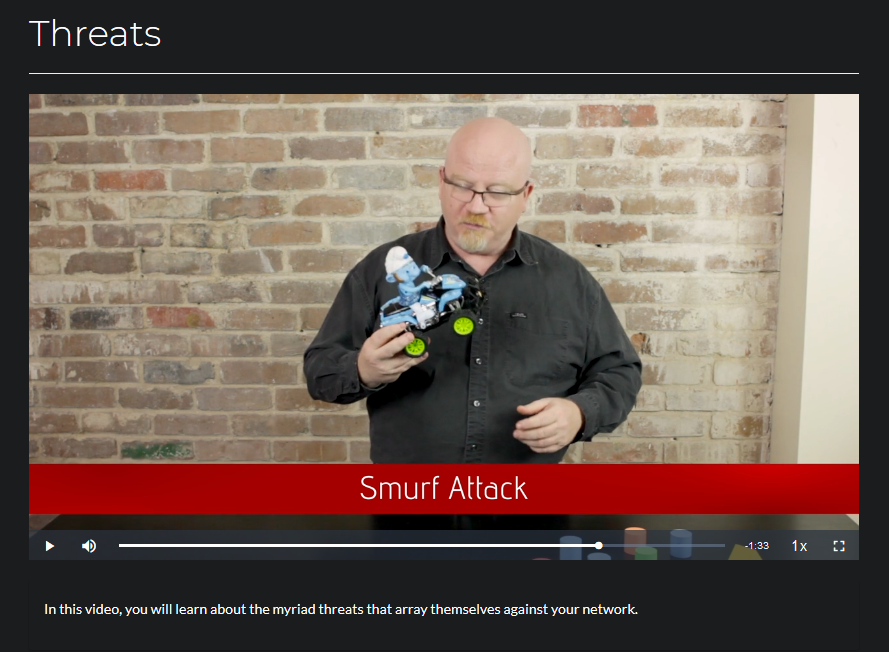 Threats
Smurf Attack
-1:33
1x
In this video, you will learn about the myriad threats that array themselves against your network.